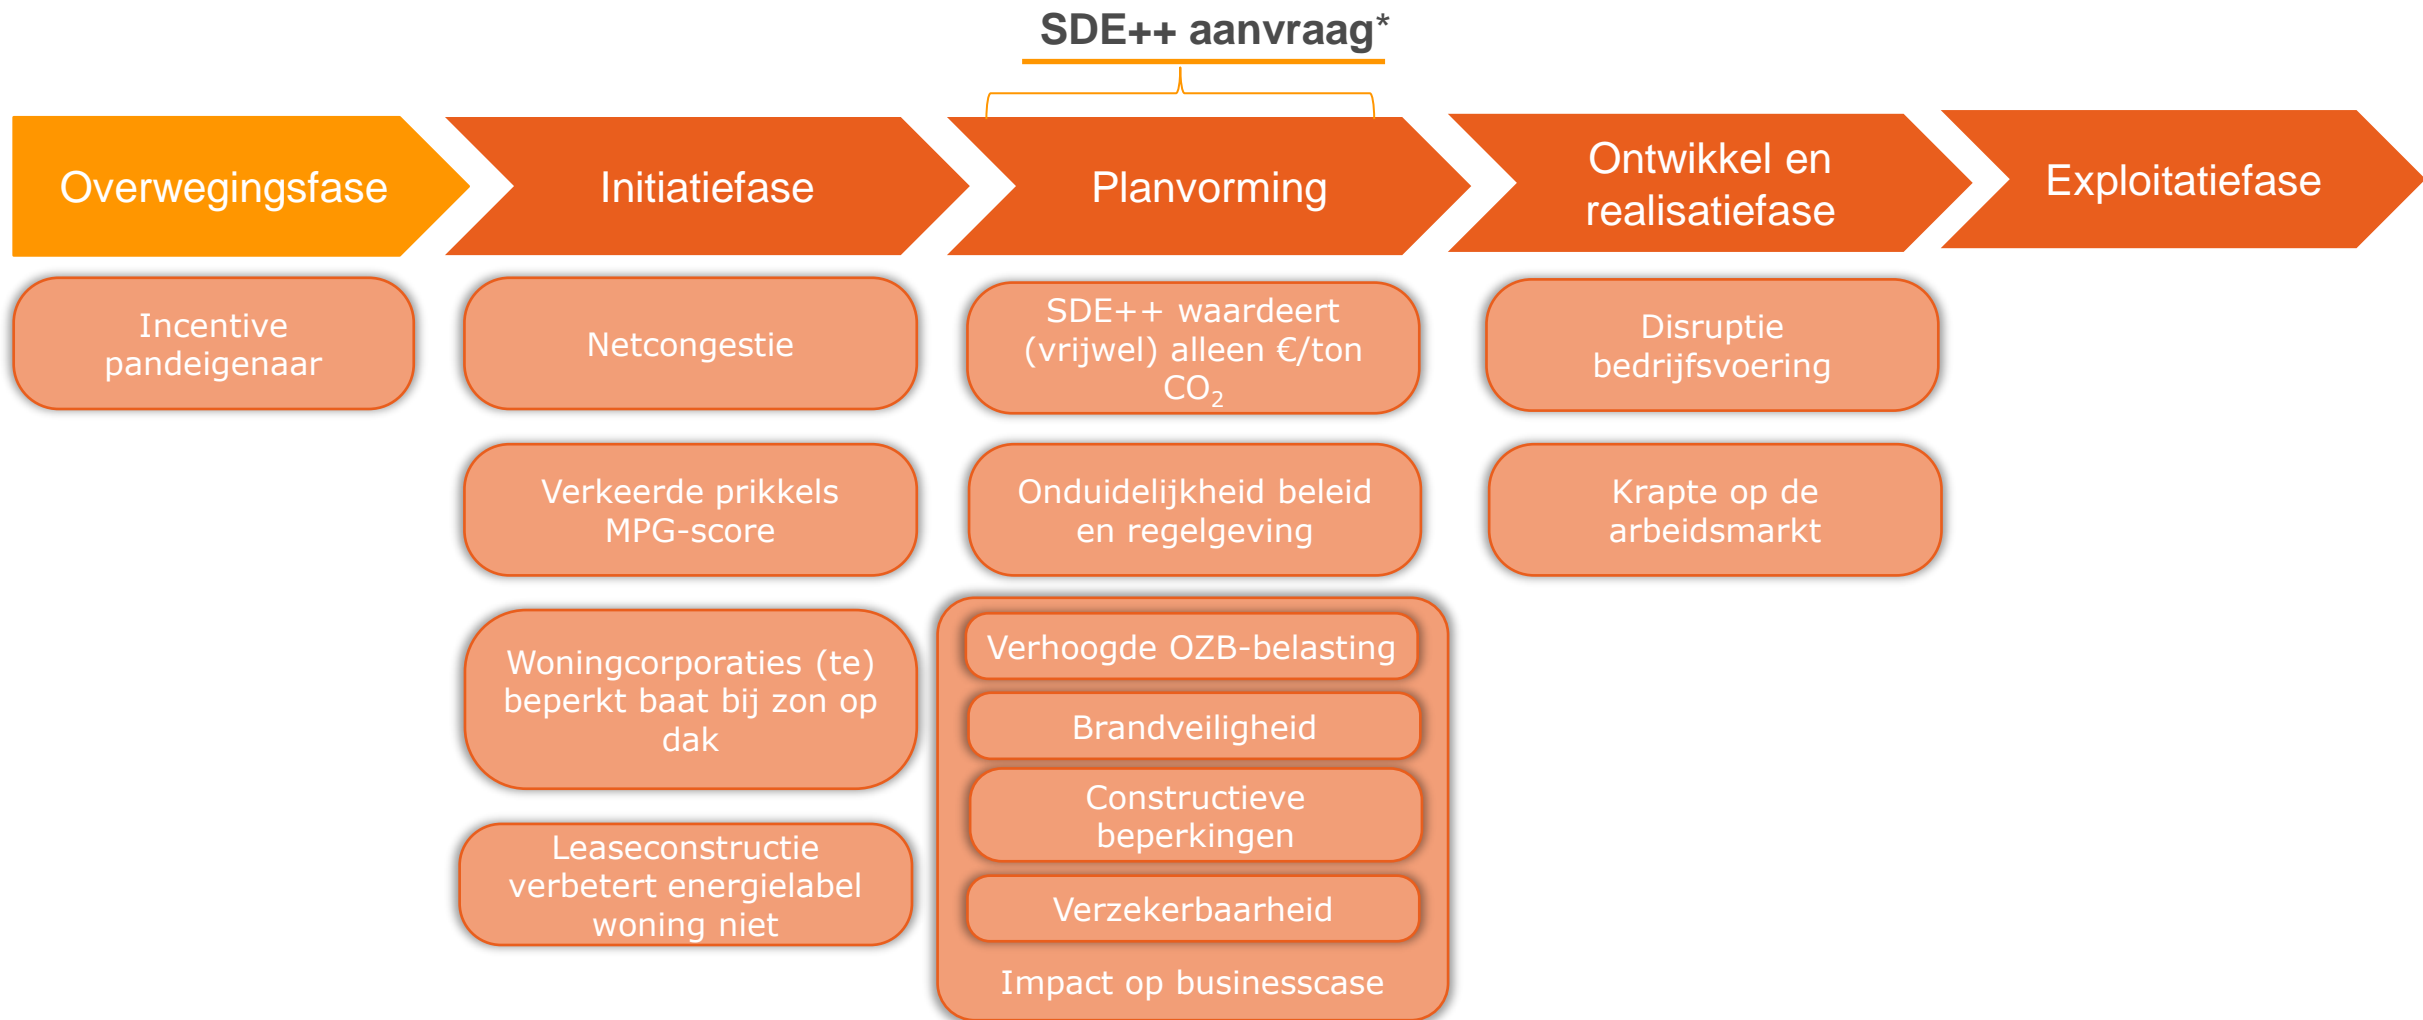 SDE++ aanvraag*
Overwegingsfase
Initiatiefase
Planvorming
Ontwikkel en
realisatiefase
Exploitatiefase
Incentive
pandeigenaar
Netcongestie
Verkeerde prikkels
MPG-score
Woningcorporaties (te)
beperkt baat bij zon op
dak
Leaseconstructie
verbetert energielabel
woning niet
SDE++ waardeert
(vrijwel) alleen €/ton
CO₂
Onduidelijkheid beleid
en regelgeving
Verhoogde OZB-belasting
Brandveiligheid
Constructieve
beperkingen
Verzekerbaarheid
Impact op businesscase
Disruptie
bedrijfsvoering
Krapte op de
arbeidsmarkt